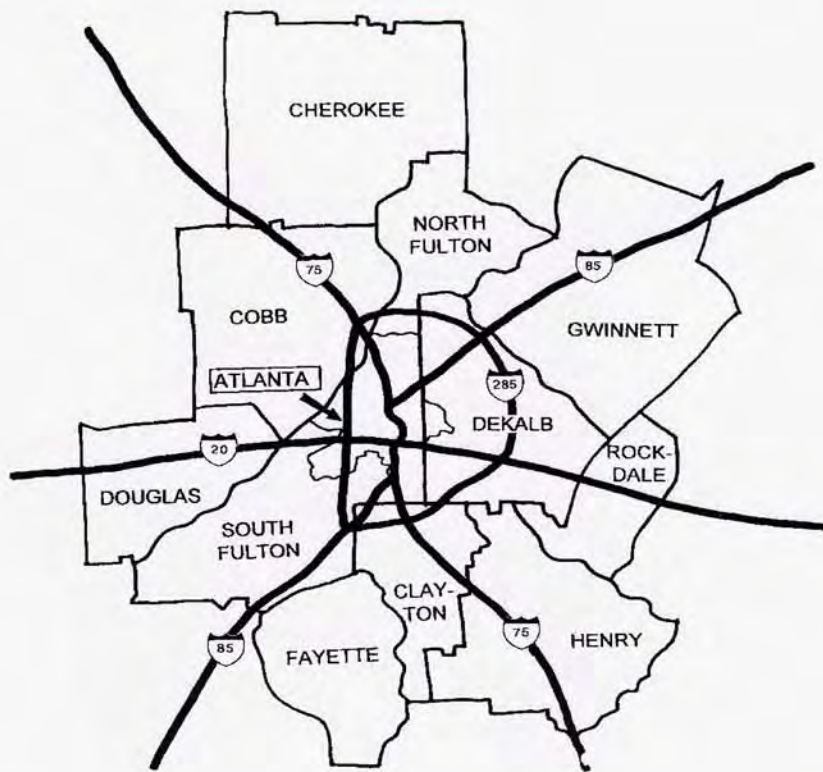 CHEROKEE
NORTH
FULTON
75
85
COBB
GWINNETT
ATLANTA
285
DEKALB
20
ROCK-
DALE
DOUGLAS
SOUTH
FULTON
CLAY-
TON
75
HENRY
85
FAYETTE